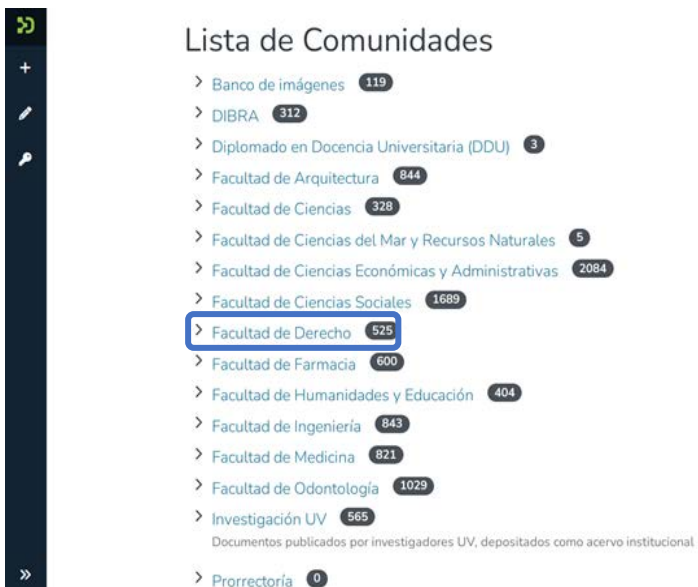 Lista de Comunidades
Banco de imágenes 119
DIBRA 312
Diplomado en Docencia Universitaria (DDU) 3
Facultad de Arquitectura 844
Facultad de Ciencias 328
Facultad de Ciencias del Mar y Recursos Naturales 5
Facultad de Ciencias Económicas y Administrativas 2084
Facultad de Ciencias Sociales 1689
Facultad de Derecho 525
Facultad de Farmacia 600
Facultad de Humanidades y Educación 404
Facultad de Ingeniería 843
Facultad de Medicina 821
Facultad de Odontología 1029
Investigación UV 565
Documentos publicados por investigadores UV, depositados como acervo institucional
Prorrectoría 0